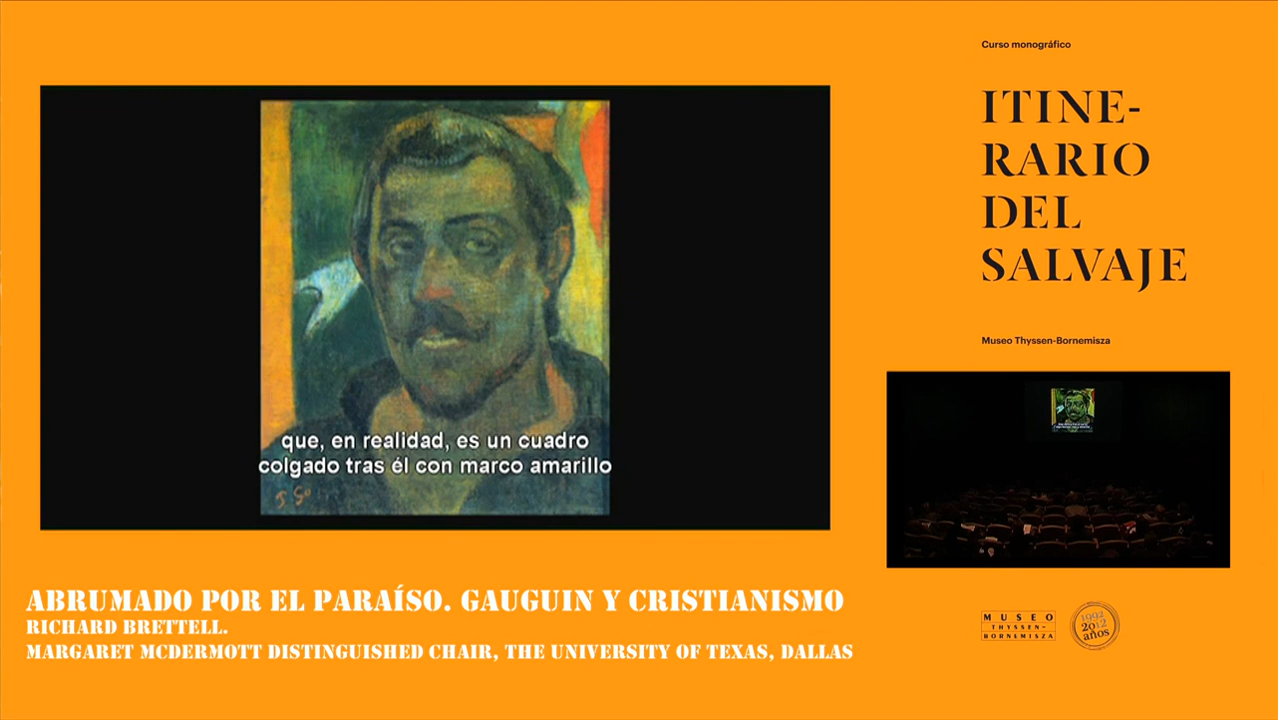 Curso monográfico
ITINE-
RARIO
DEL
SALVAJE
Museo Thyssen-Bornemisza
que, en realidad, es un cuadro
colgado tras él con marco amarillo
ABRUMADO POR EL PARAÍSO. GAUGUIN Y CRISTIANISMO
RICHARD BRETTELL.
MARGARET MCDERMOTT DISTINGUISHED CHAIR, THE UNIVERSITY OF TEXAS, DALLAS
MUSEO
THYSSEN-
BORNEMISZA
1992
2012
años